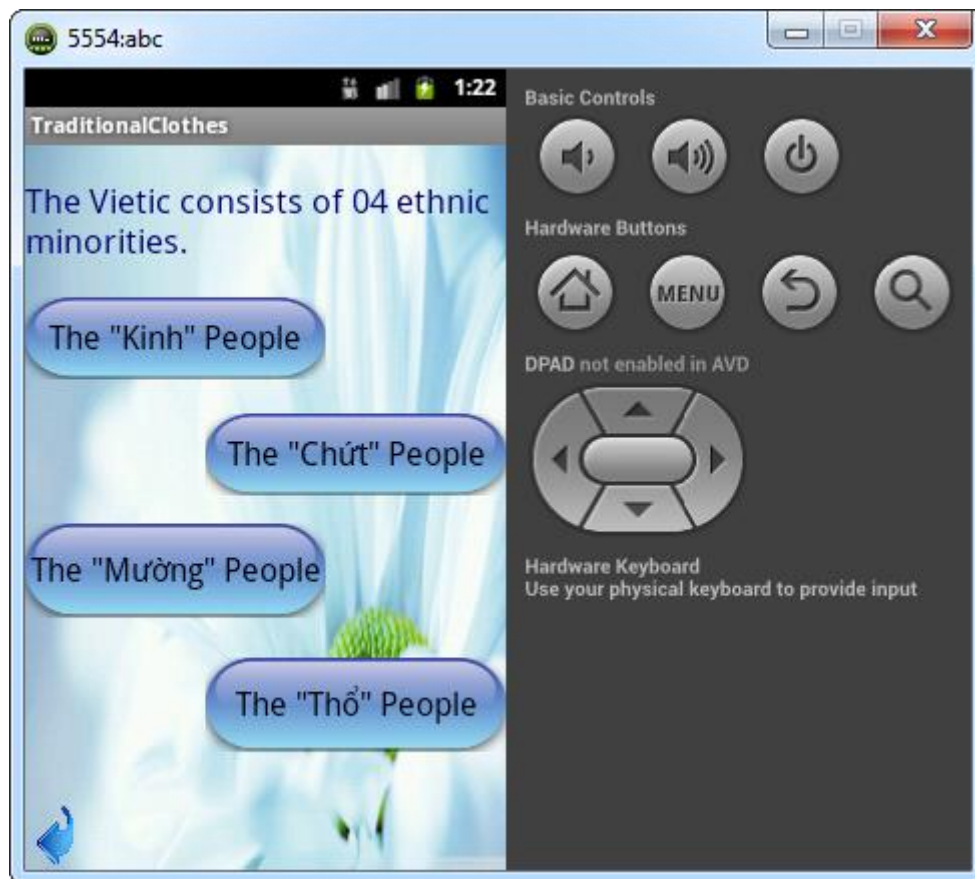 5554:abc
1:22
TraditionalClothes
The Vietic consists of 04 ethnic
minorities.
The "Kinh" People
The "Chứt" People
The "Mường" People
The "Thổ" People
Basic Controls
Hardware Buttons
MENU
DPAD not enabled in AVD
Hardware Keyboard
Use your physical keyboard to provide input